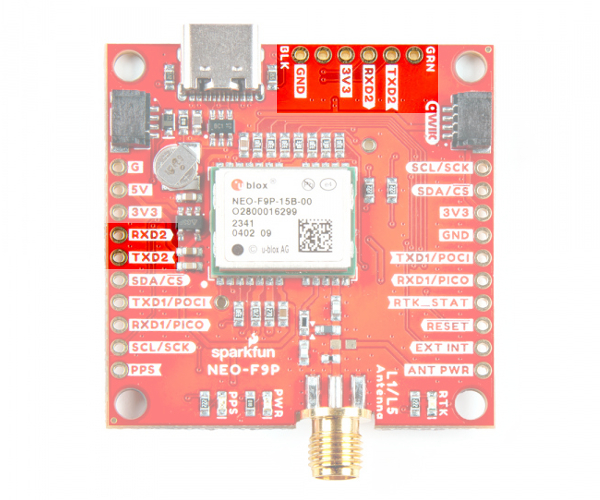 BLK
GND
3V3
RXD2
TXD2
GRN
Qwiic
G
5V
3V3
RXD2
TXD2
SDA/CS
TXD1/POCI
RXD1/PICO
SCL/SCK
PPS
u blox
NEO-F9P-15B-00
O2800016299
2341
0402 09
u-blox AG
SCL/SCK
SDA/CS
3V3
GND
TXD1/POCI
RXD1/PICO
RTK_STAT
RESET
EXT INT
ANT PWR
sparkfun
NEO-F9P
PPS
PWR
L1/L5
Antenna
RTK